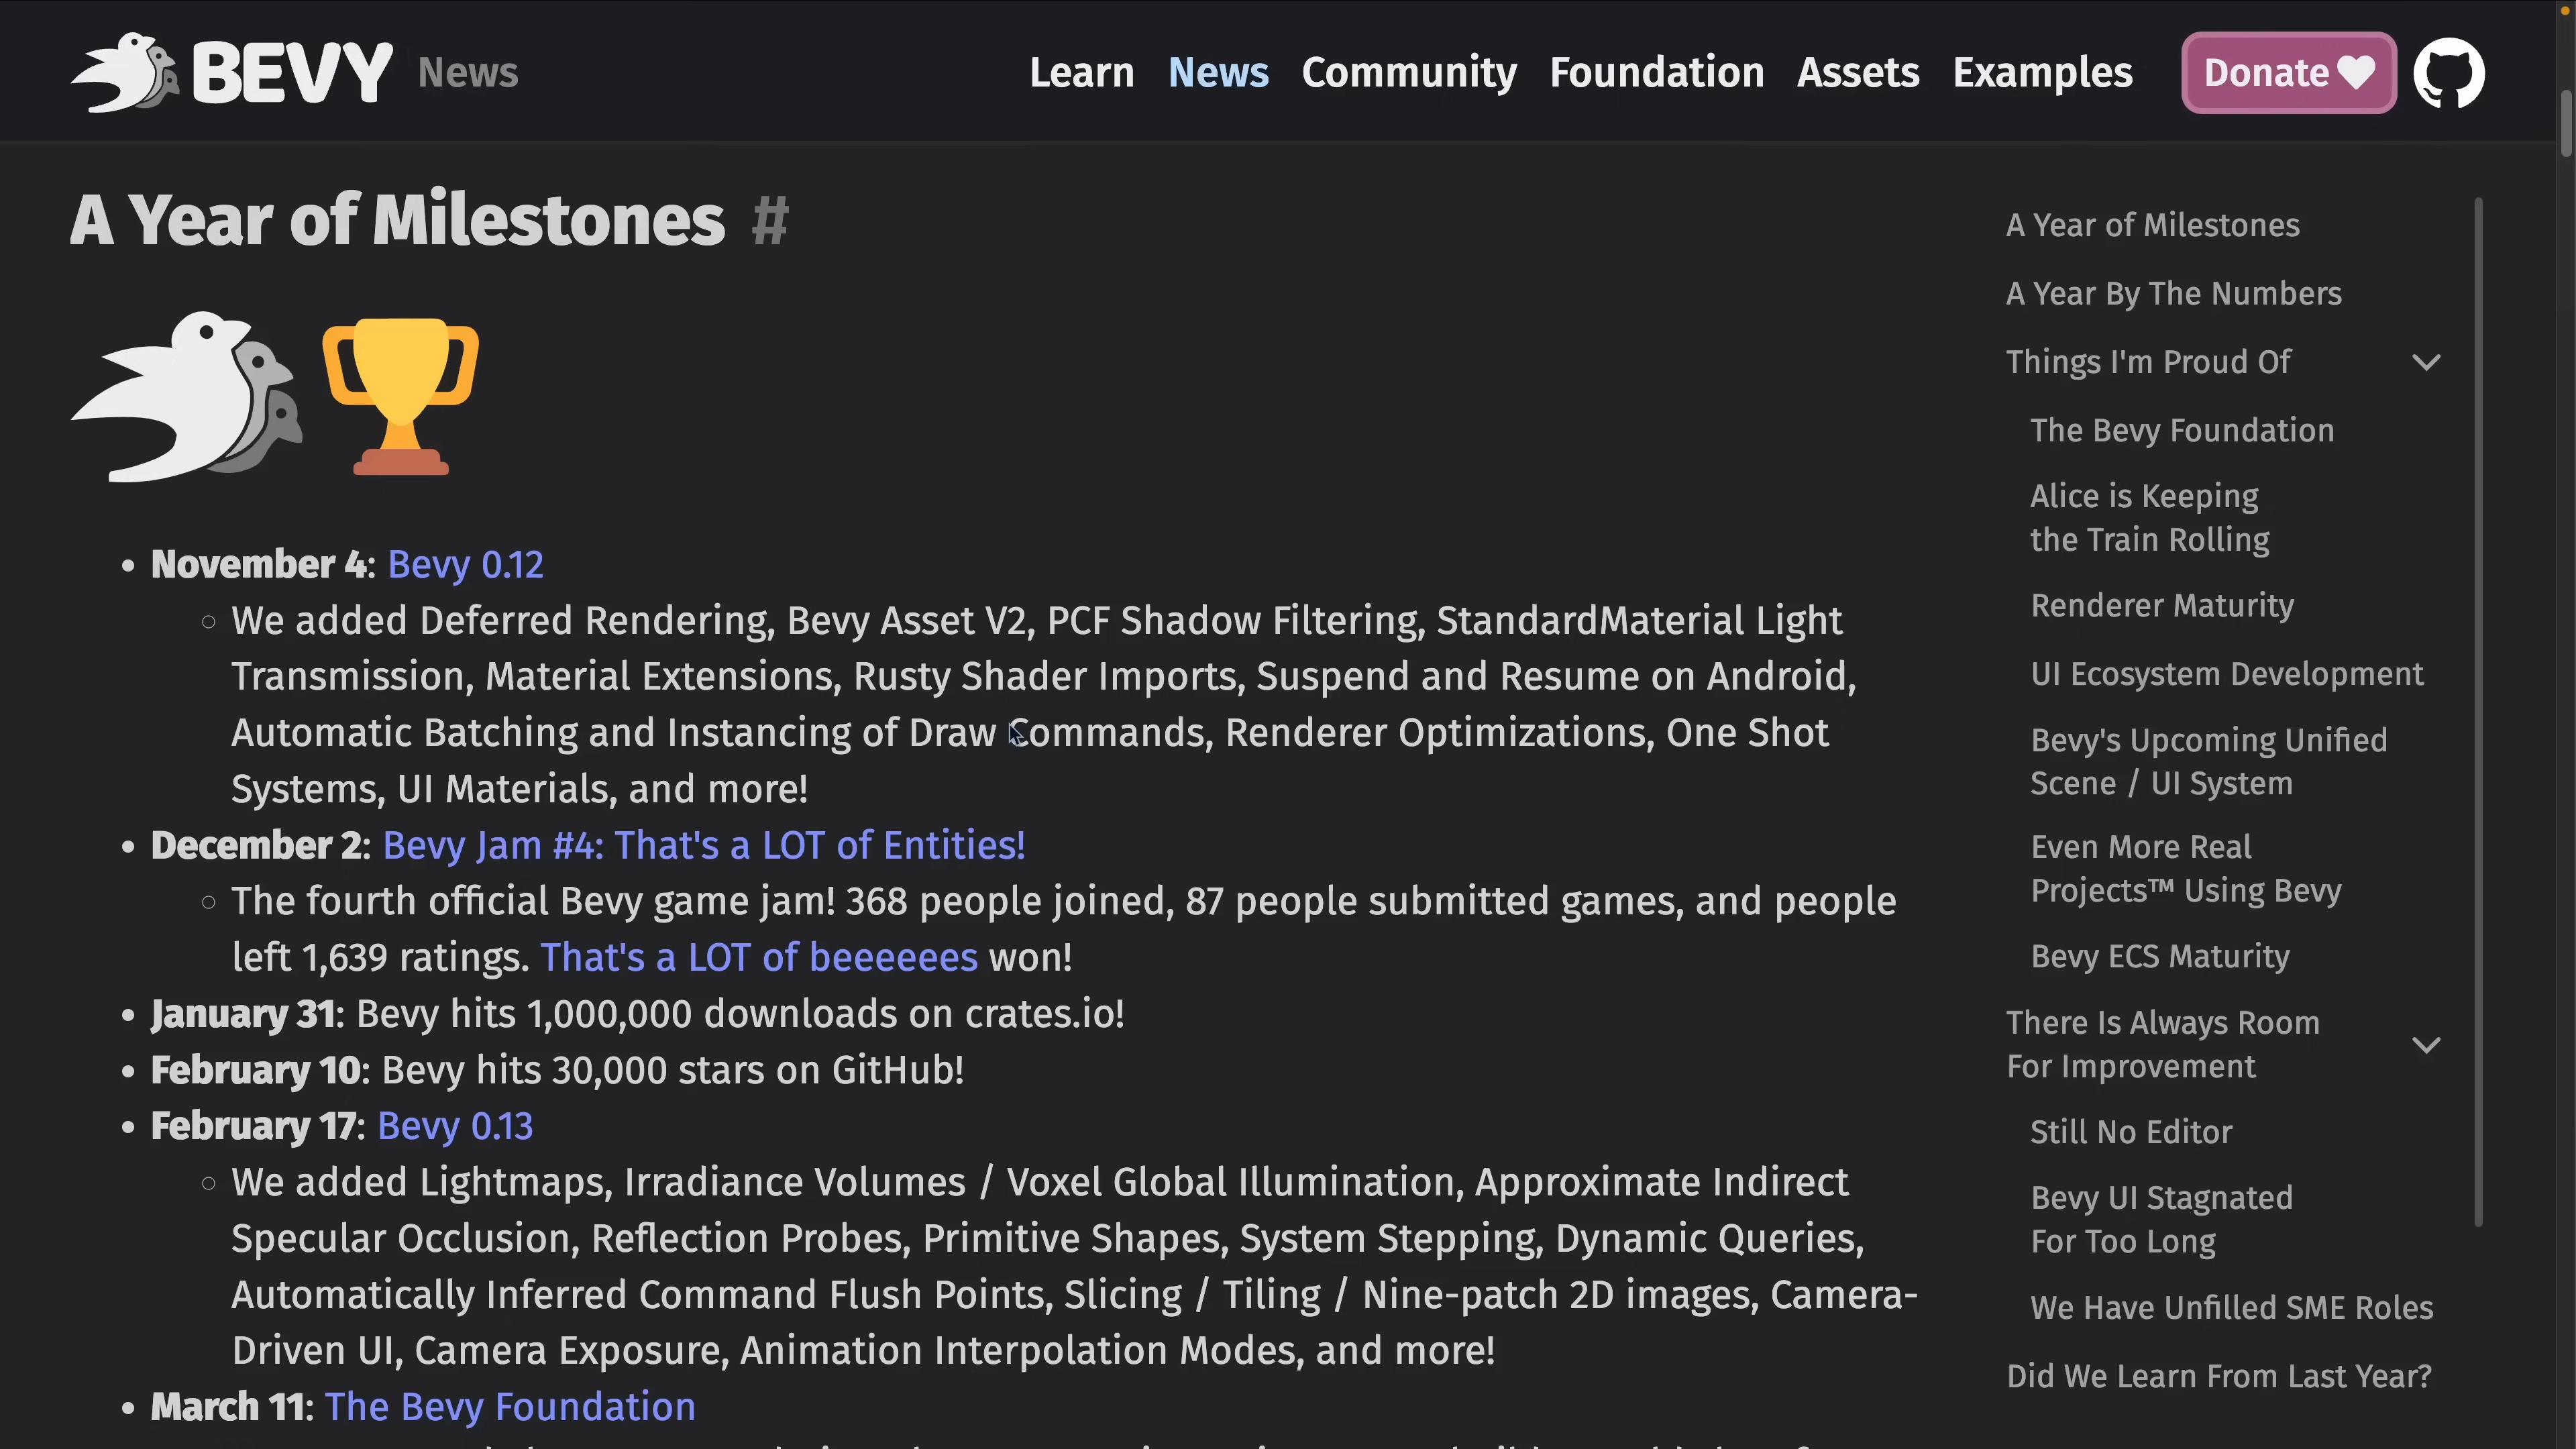 BEVY News
Learn News Community Foundation Assets Examples Donate
A Year of Milestones #
• November 4: Bevy 0.12
◦ We added Deferred Rendering, Bevy Asset V2, PCF Shadow Filtering, StandardMaterial Light
Transmission, Material Extensions, Rusty Shader Imports, Suspend and Resume on Android,
Automatic Batching and Instancing of Draw Commands, Renderer Optimizations, One Shot
Systems, UI Materials, and more!
• December 2: Bevy Jam #4: That's a LOT of Entities!
◦ The fourth official Bevy game jam! 368 people joined, 87 people submitted games, and people
left 1,639 ratings. That's a LOT of beeeeees won!
• January 31: Bevy hits 1,000,000 downloads on crates.io!
• February 10: Bevy hits 30,000 stars on GitHub!
• February 17: Bevy 0.13
◦ We added Lightmaps, Irradiance Volumes / Voxel Global Illumination, Approximate Indirect
Specular Occlusion, Reflection Probes, Primitive Shapes, System Stepping, Dynamic Queries,
Automatically Inferred Command Flush Points, Slicing / Tiling / Nine-patch 2D images, Camera-
Driven UI, Camera Exposure, Animation Interpolation Modes, and more!
• March 11: The Bevy Foundation
A Year of Milestones
A Year By The Numbers
Things I'm Proud Of
The Bevy Foundation
Alice is Keeping
the Train Rolling
Renderer Maturity
UI Ecosystem Development
Bevy's Upcoming Unified
Scene / UI System
Even More Real
Projects™ Using Bevy
Bevy ECS Maturity
There Is Always Room
For Improvement
Still No Editor
Bevy UI Stagnated
For Too Long
We Have Unfilled SME Roles
Did We Learn From Last Year?